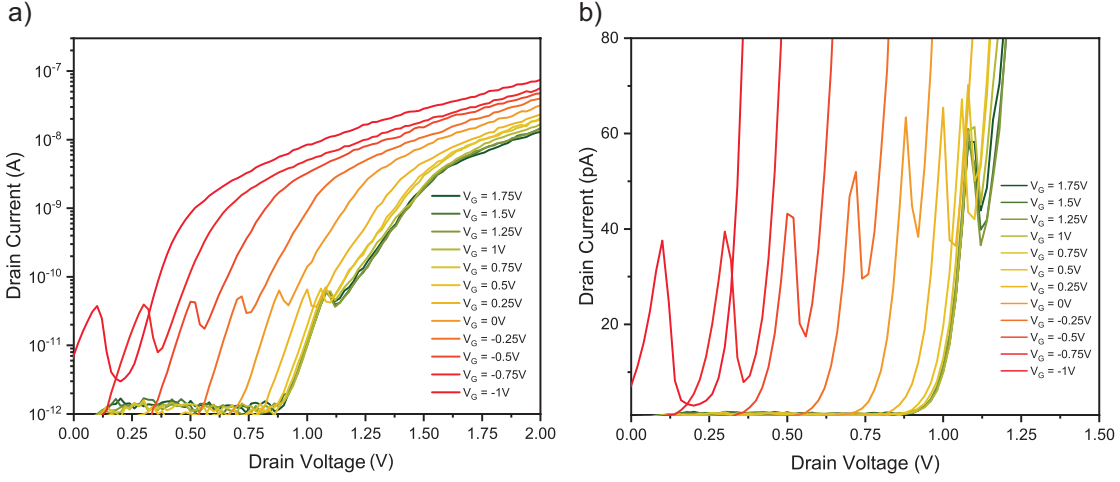 a)
10⁻⁷
10⁻⁸
10⁻⁹
10⁻¹⁰
10⁻¹¹
10⁻¹²
Drain Current (A)
0.00 0.25 0.50 0.75 1.00 1.25 1.50 1.75 2.00
Drain Voltage (V)
V_G = 1.75V
V_G = 1.5V
V_G = 1.25V
V_G = 1V
V_G = 0.75V
V_G = 0.5V
V_G = 0.25V
V_G = 0V
V_G = -0.25V
V_G = -0.5V
V_G = -0.75V
V_G = -1V
b)
80
60
40
20
Drain Current (pA)
0.00 0.25 0.50 0.75 1.00 1.25 1.50
Drain Voltage (V)
V_G = 1.75V
V_G = 1.5V
V_G = 1.25V
V_G = 1V
V_G = 0.75V
V_G = 0.5V
V_G = 0.25V
V_G = 0V
V_G = -0.25V
V_G = -0.5V
V_G = -0.75V
V_G = -1V